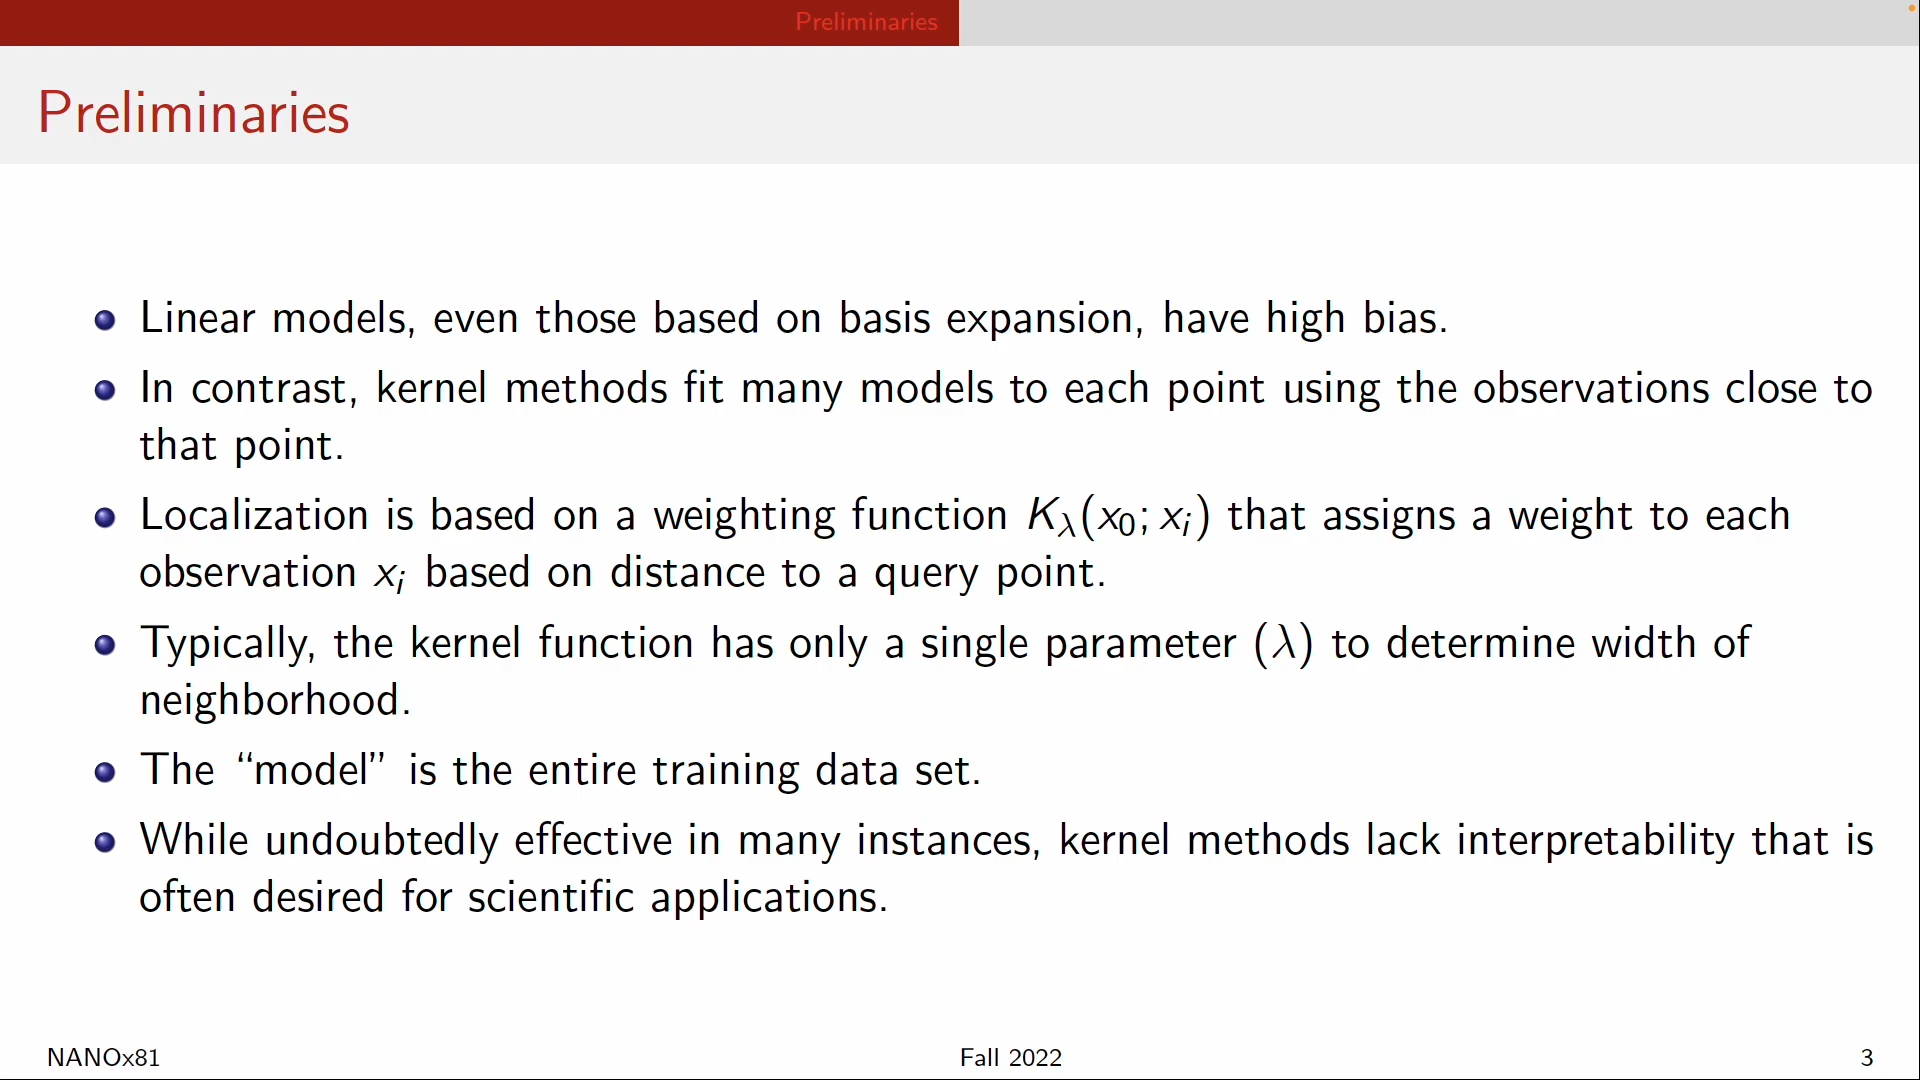 Preliminaries
Preliminaries
Linear models, even those based on basis expansion, have high bias.
In contrast, kernel methods fit many models to each point using the observations close to
that point.
Localization is based on a weighting function K_λ(x_0; x_i) that assigns a weight to each
observation x_i based on distance to a query point.
Typically, the kernel function has only a single parameter (λ) to determine width of
neighborhood.
The “model” is the entire training data set.
While undoubtedly effective in many instances, kernel methods lack interpretability that is
often desired for scientific applications.
NANOx81 Fall 2022 3